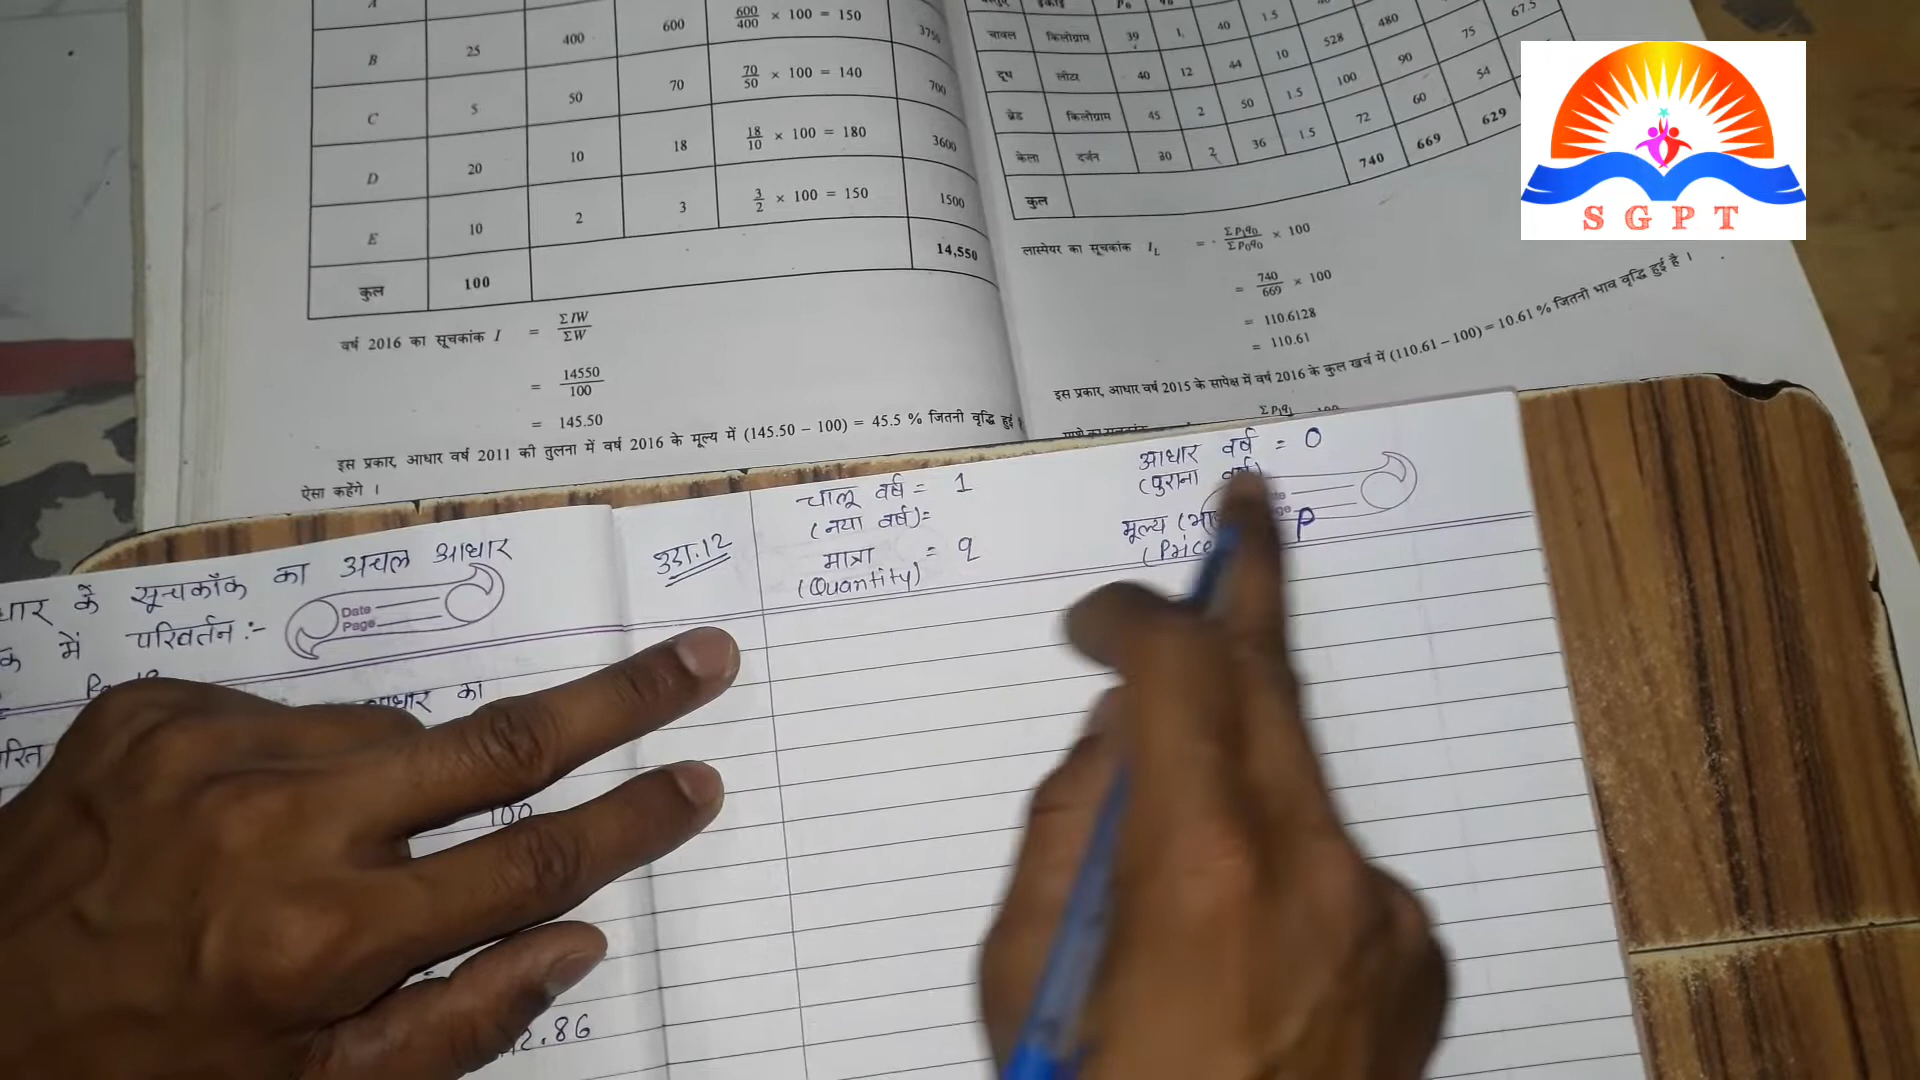 A
600 600/400 × 100 = 150 3750
B 25 400
70 70/50 × 100 = 140 700
C 5 50
18 18/10 × 100 = 180 3600
D 20 10
3 3/2 × 100 = 150 1500
E 10 2
14,550
कुल 100
वर्ष 2016 का सूचकांक I = ΣIW/ΣW
= 14550/100
= 145.50
इस प्रकार, आधार वर्ष 2011 की तुलना में वर्ष 2016 के मूल्य में (145.50 – 100) = 45.5 % जितनी वृद्धि हुई
ऐसा कहेंगे ।
चावल किलोग्राम 39 40 1.5 480 67.5
दूध लीटर 40 12 44 10 528 90 75
ब्रेड किलोग्राम 45 2 50 1.5 100 60 54
केला दर्जन 30 2 36 1.5 72
कुल 740 669 629
लास्पेयर का सूचकांक I_L = Σp₁q₀/Σp₀q₀ × 100
= 740/669 × 100
= 110.6128
= 110.61
इस प्रकार, आधार वर्ष 2015 के सापेक्ष में वर्ष 2016 के कुल खर्च में (110.61 – 100) = 10.61 % जितनी भाव वृद्धि हुई है ।
SGPT
के सूचकाँक का अचल आधार
में परिवर्तन :-
Date
Page
का
100
.86
उदा.12
चालू वर्ष = 1
(नया वर्ष)=
मात्रा = q
(Quantity)
आधार वर्ष = 0
(पुराना वर्ष)
मूल्य P
(Price